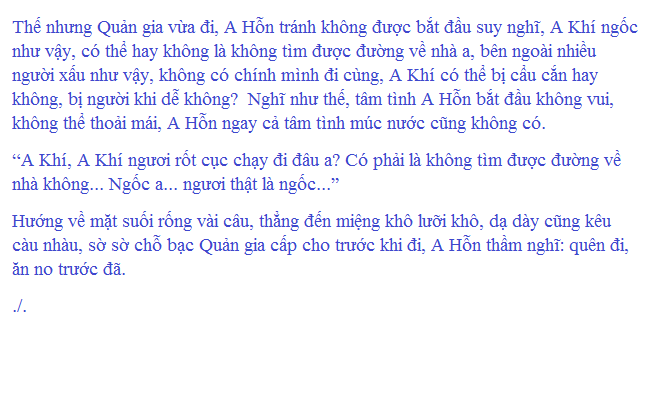 Thế nhưng Quản gia vừa đi, A Hỗn tránh không được bắt đầu suy nghĩ, A Khí ngốc
như vậy, có thể hay không là không tìm được đường về nhà a, bên ngoài nhiều
người xấu như vậy, không có chính mình đi cùng, A Khí có thể bị cẩu cắn hay
không, bị người khi dễ không?  Nghĩ như thế, tâm tình A Hỗn bắt đầu không vui,
không thể thoải mái, A Hỗn ngay cả tâm tình múc nước cũng không có.
“A Khí, A Khí ngươi rốt cục chạy đi đâu a? Có phải là không tìm được đường về
nhà không... Ngốc a... ngươi thật là ngốc...”
Hướng về mặt suối rống vài câu, thẳng đến miệng khô lưỡi khô, dạ dày cũng kêu
càu nhàu, sờ sờ chỗ bạc Quản gia cấp cho trước khi đi, A Hỗn thầm nghĩ: quên đi,
ăn no trước đã.
./.